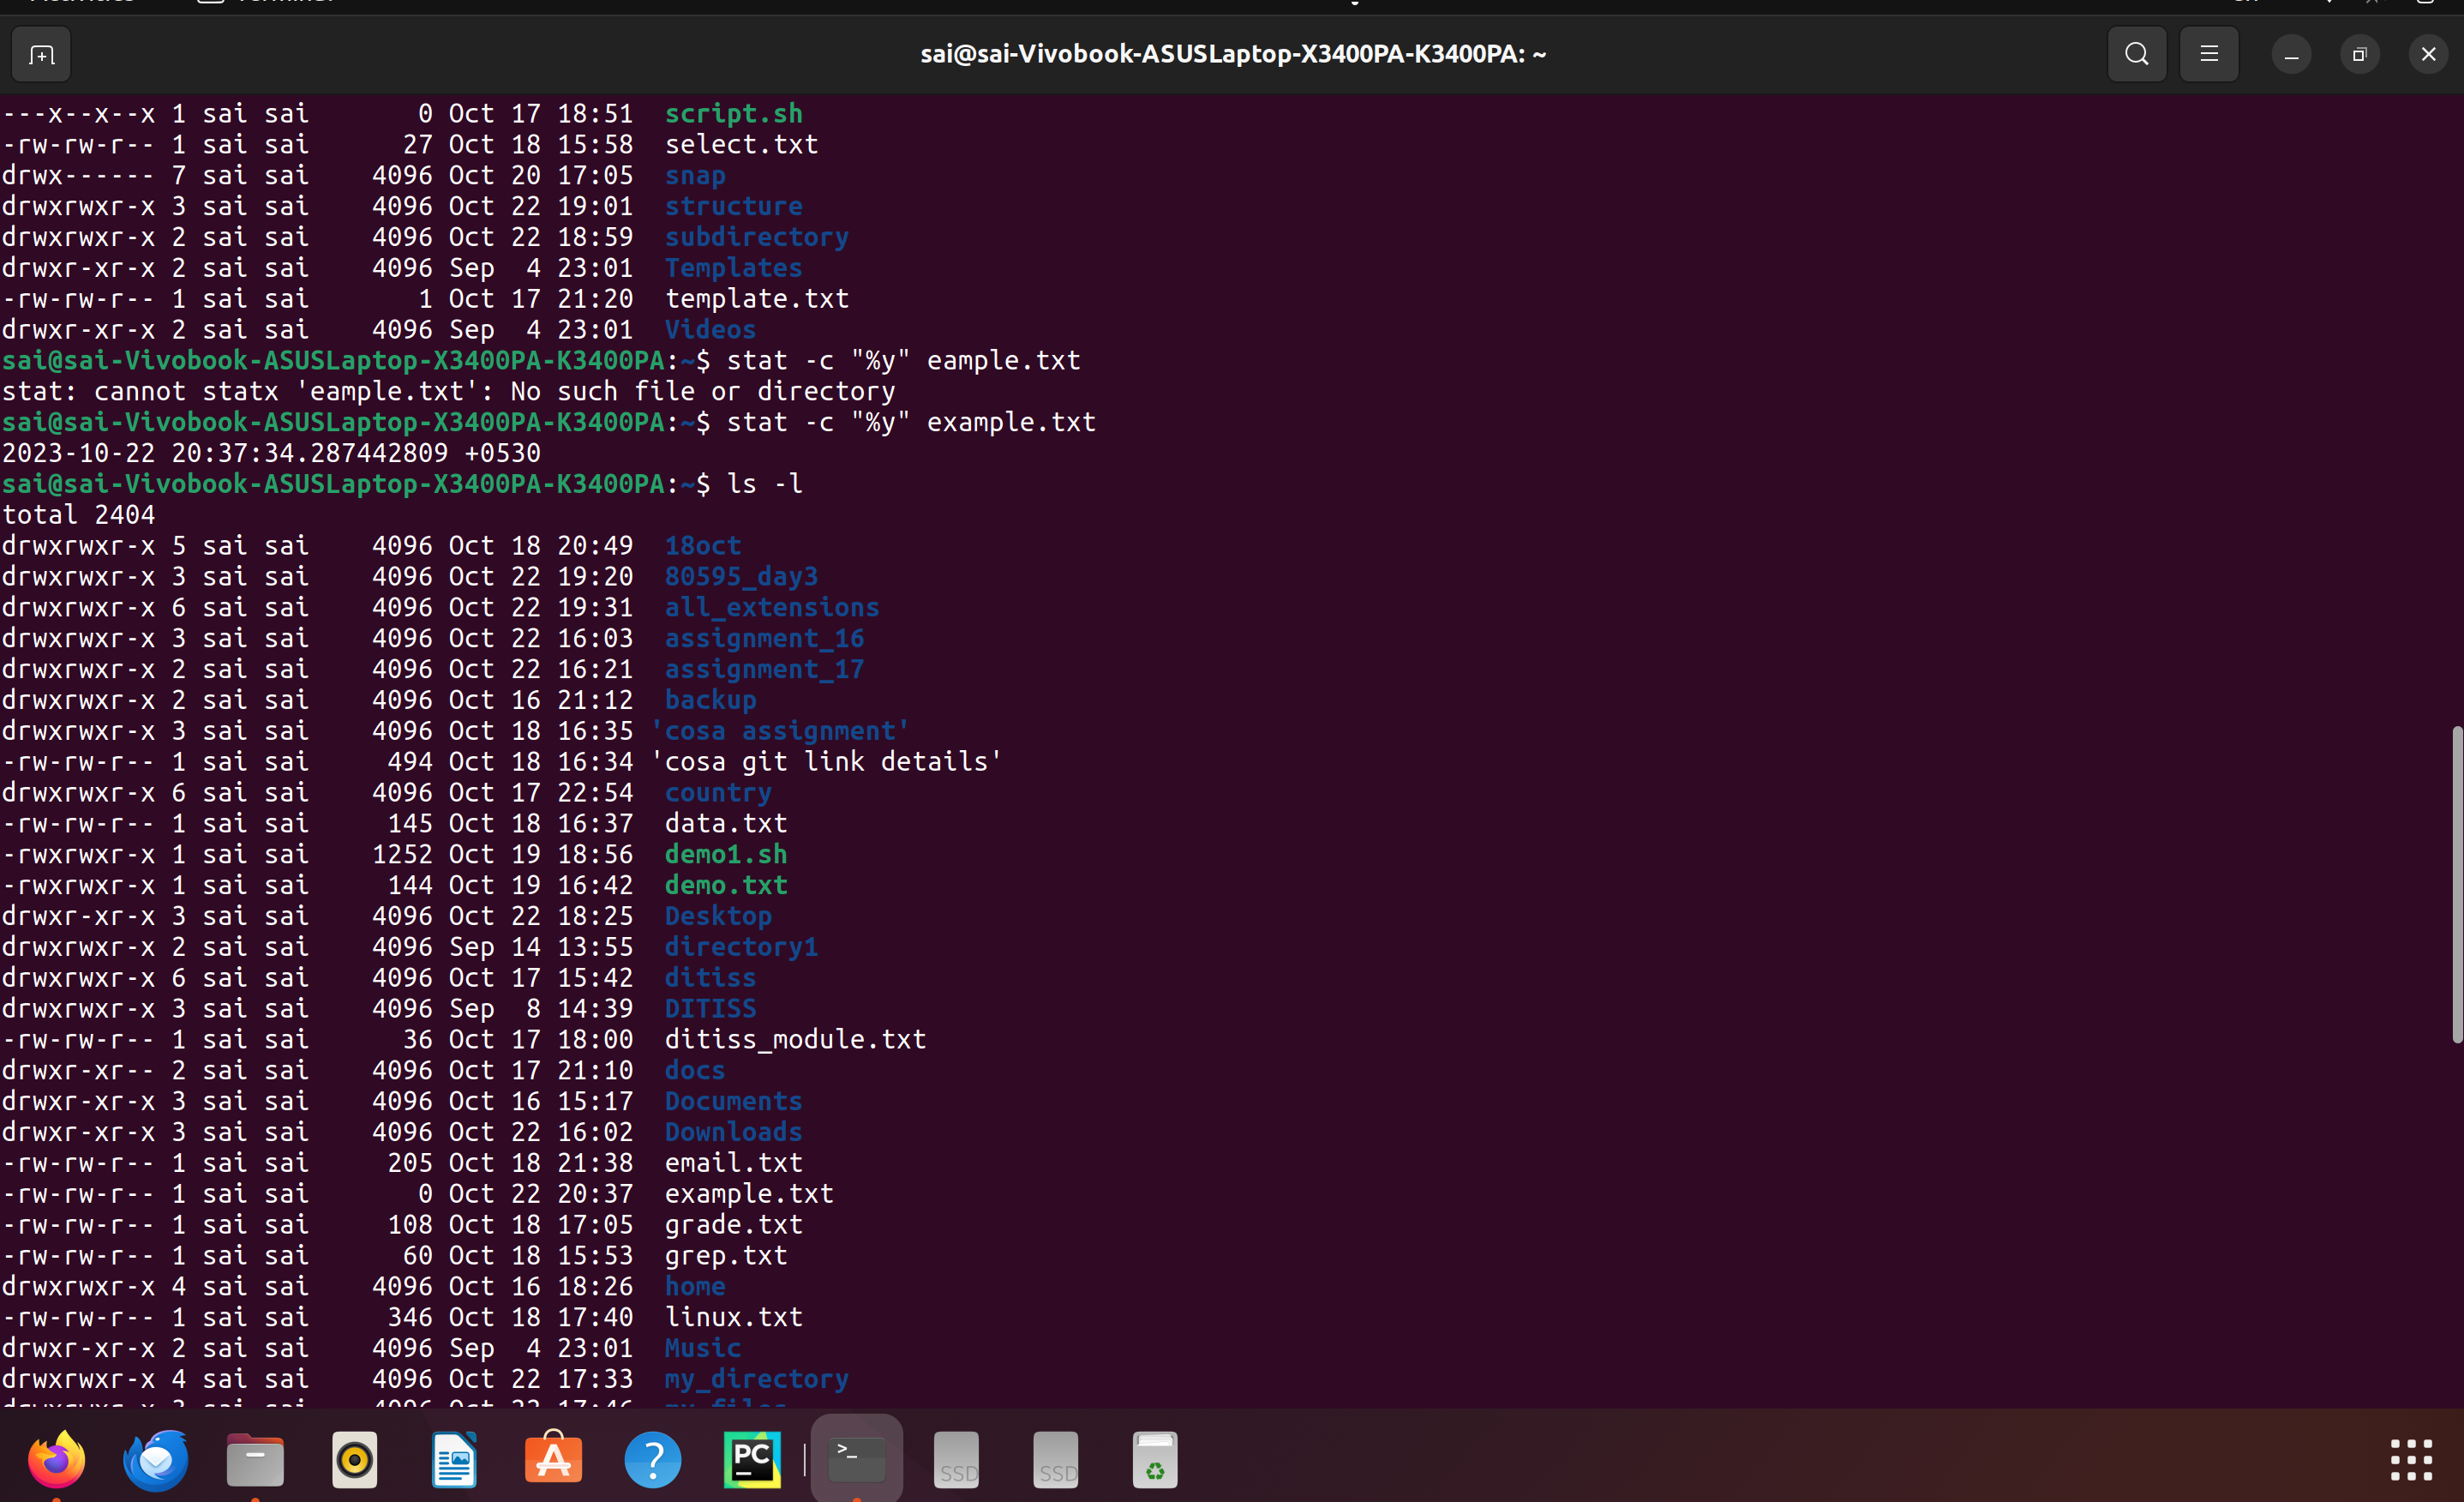 sai@sai-Vivobook-ASUSLaptop-X3400PA-K3400PA: ~
---x--x--x 1 sai sai       0 Oct 17 18:51  script.sh
-rw-rw-r-- 1 sai sai      27 Oct 18 15:58  select.txt
drwx------ 7 sai sai    4096 Oct 20 17:05  snap
drwxrwxr-x 3 sai sai    4096 Oct 22 19:01  structure
drwxrwxr-x 2 sai sai    4096 Oct 22 18:59  subdirectory
drwxr-xr-x 2 sai sai    4096 Sep  4 23:01  Templates
-rw-rw-r-- 1 sai sai       1 Oct 17 21:20  template.txt
drwxr-xr-x 2 sai sai    4096 Sep  4 23:01  Videos
sai@sai-Vivobook-ASUSLaptop-X3400PA-K3400PA:~$ stat -c "%y" eample.txt
stat: cannot statx 'eample.txt': No such file or directory
sai@sai-Vivobook-ASUSLaptop-X3400PA-K3400PA:~$ stat -c "%y" example.txt
2023-10-22 20:37:34.287442809 +0530
sai@sai-Vivobook-ASUSLaptop-X3400PA-K3400PA:~$ ls -l
total 2404
drwxrwxr-x 5 sai sai    4096 Oct 18 20:49  18oct
drwxrwxr-x 3 sai sai    4096 Oct 22 19:20  80595_day3
drwxrwxr-x 6 sai sai    4096 Oct 22 19:31  all_extensions
drwxrwxr-x 3 sai sai    4096 Oct 22 16:03  assignment_16
drwxrwxr-x 2 sai sai    4096 Oct 22 16:21  assignment_17
drwxrwxr-x 2 sai sai    4096 Oct 16 21:12  backup
drwxrwxr-x 3 sai sai    4096 Oct 18 16:35 'cosa assignment'
-rw-rw-r-- 1 sai sai     494 Oct 18 16:34 'cosa git link details'
drwxrwxr-x 6 sai sai    4096 Oct 17 22:54  country
-rw-rw-r-- 1 sai sai     145 Oct 18 16:37  data.txt
-rwxrwxr-x 1 sai sai    1252 Oct 19 18:56  demo1.sh
-rwxrwxr-x 1 sai sai     144 Oct 19 16:42  demo.txt
drwxr-xr-x 3 sai sai    4096 Oct 22 18:25  Desktop
drwxrwxr-x 2 sai sai    4096 Sep 14 13:55  directory1
drwxrwxr-x 6 sai sai    4096 Oct 17 15:42  ditiss
drwxrwxr-x 3 sai sai    4096 Sep  8 14:39  DITISS
-rw-rw-r-- 1 sai sai      36 Oct 17 18:00  ditiss_module.txt
drwxr-xr-- 2 sai sai    4096 Oct 17 21:10  docs
drwxr-xr-x 3 sai sai    4096 Oct 16 15:17  Documents
drwxr-xr-x 3 sai sai    4096 Oct 22 16:02  Downloads
-rw-rw-r-- 1 sai sai     205 Oct 18 21:38  email.txt
-rw-rw-r-- 1 sai sai       0 Oct 22 20:37  example.txt
-rw-rw-r-- 1 sai sai     108 Oct 18 17:05  grade.txt
-rw-rw-r-- 1 sai sai      60 Oct 18 15:53  grep.txt
drwxrwxr-x 4 sai sai    4096 Oct 16 18:26  home
-rw-rw-r-- 1 sai sai     346 Oct 18 17:40  linux.txt
drwxr-xr-x 2 sai sai    4096 Sep  4 23:01  Music
drwxrwxr-x 4 sai sai    4096 Oct 22 17:33  my_directory
PC
SSD
SSD